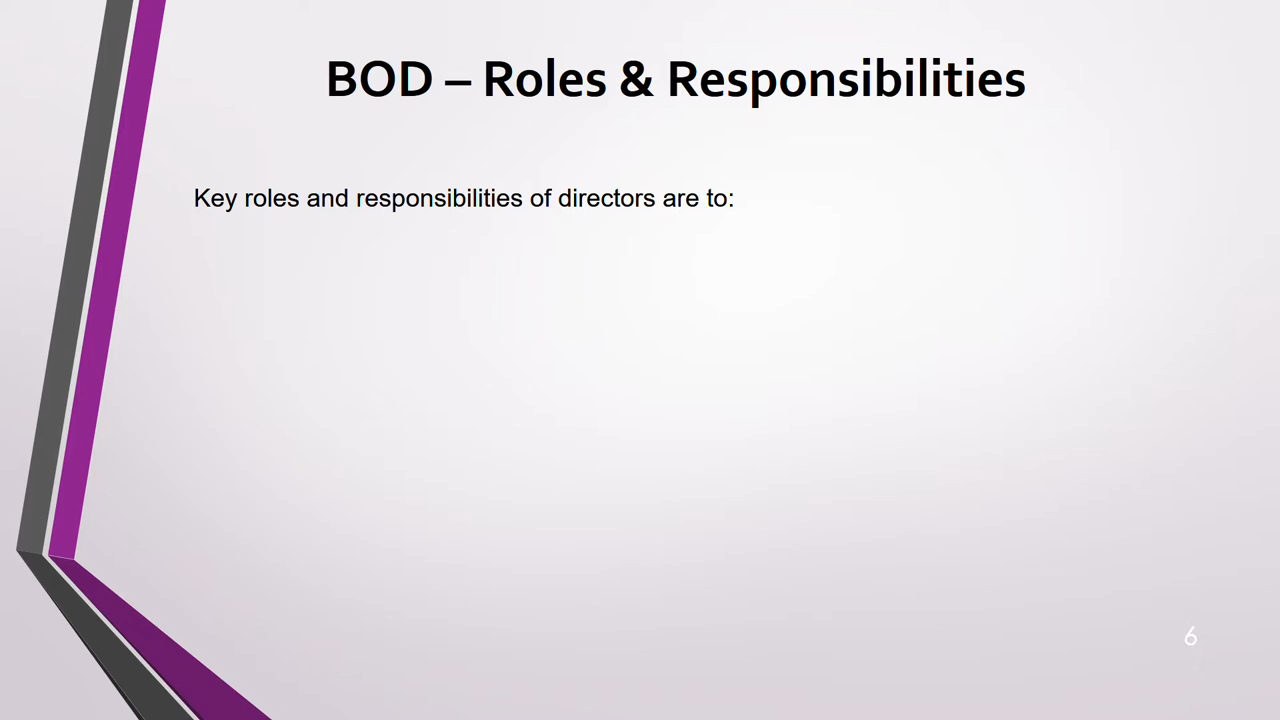 BOD – Roles & Responsibilities
Key roles and responsibilities of directors are to:
6